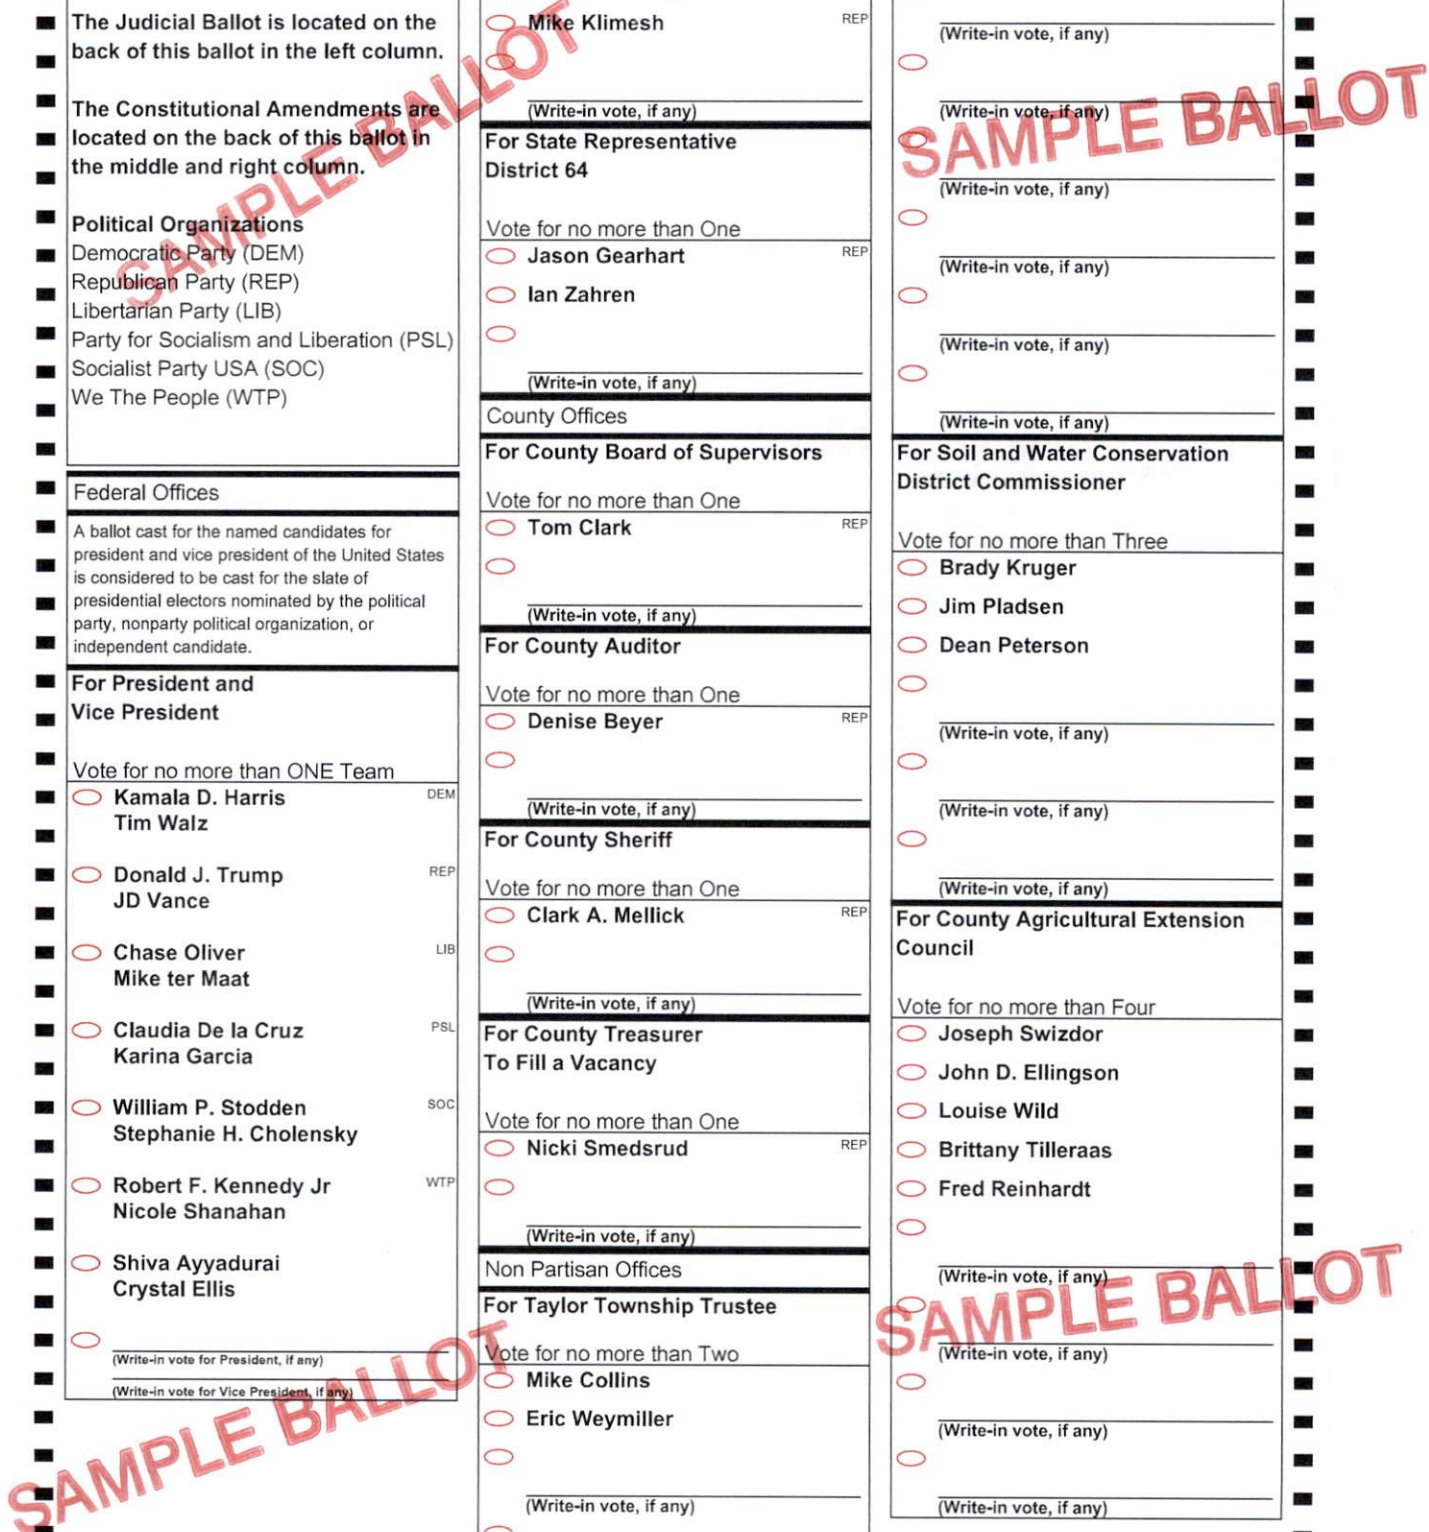 The Judicial Ballot is located on the
back of this ballot in the left column.
The Constitutional Amendments are
located on the back of this ballot in
the middle and right column.
Political Organizations
Democratic Party (DEM)
Republican Party (REP)
Libertarian Party (LIB)
Party for Socialism and Liberation (PSL)
Socialist Party USA (SOC)
We The People (WTP)
SAMPLE BALLOT
Federal Offices
A ballot cast for the named candidates for
president and vice president of the United States
is considered to be cast for the slate of
presidential electors nominated by the political
party, nonparty political organization, or
independent candidate.
For President and
Vice President
Vote for no more than ONE Team
Kamala D. Harris DEM
Tim Walz
Donald J. Trump REP
JD Vance
Chase Oliver LIB
Mike ter Maat
Claudia De la Cruz PSL
Karina Garcia
William P. Stodden SOC
Stephanie H. Cholensky
Robert F. Kennedy Jr WTP
Nicole Shanahan
Shiva Ayyadurai
Crystal Ellis
(Write-in vote for President, if any)
(Write-in vote for Vice President, if any)
SAMPLE BALLOT
Mike Klimesh REP
(Write-in vote, if any)
For State Representative
District 64
Vote for no more than One
Jason Gearhart REP
Ian Zahren
(Write-in vote, if any)
County Offices
For County Board of Supervisors
Vote for no more than One
Tom Clark REP
(Write-in vote, if any)
For County Auditor
Vote for no more than One
Denise Beyer REP
(Write-in vote, if any)
For County Sheriff
Vote for no more than One
Clark A. Mellick REP
(Write-in vote, if any)
For County Treasurer
To Fill a Vacancy
Vote for no more than One
Nicki Smedsrud REP
(Write-in vote, if any)
Non Partisan Offices
For Taylor Township Trustee
Vote for no more than Two
Mike Collins
Eric Weymiller
(Write-in vote, if any)
(Write-in vote, if any)
(Write-in vote, if any)
SAMPLE BALLOT
(Write-in vote, if any)
(Write-in vote, if any)
(Write-in vote, if any)
(Write-in vote, if any)
For Soil and Water Conservation
District Commissioner
Vote for no more than Three
Brady Kruger
Jim Pladsen
Dean Peterson
(Write-in vote, if any)
(Write-in vote, if any)
(Write-in vote, if any)
For County Agricultural Extension
Council
Vote for no more than Four
Joseph Swizdor
John D. Ellingson
Louise Wild
Brittany Tilleraas
Fred Reinhardt
(Write-in vote, if any)
SAMPLE BALLOT
(Write-in vote, if any)
(Write-in vote, if any)
(Write-in vote, if any)